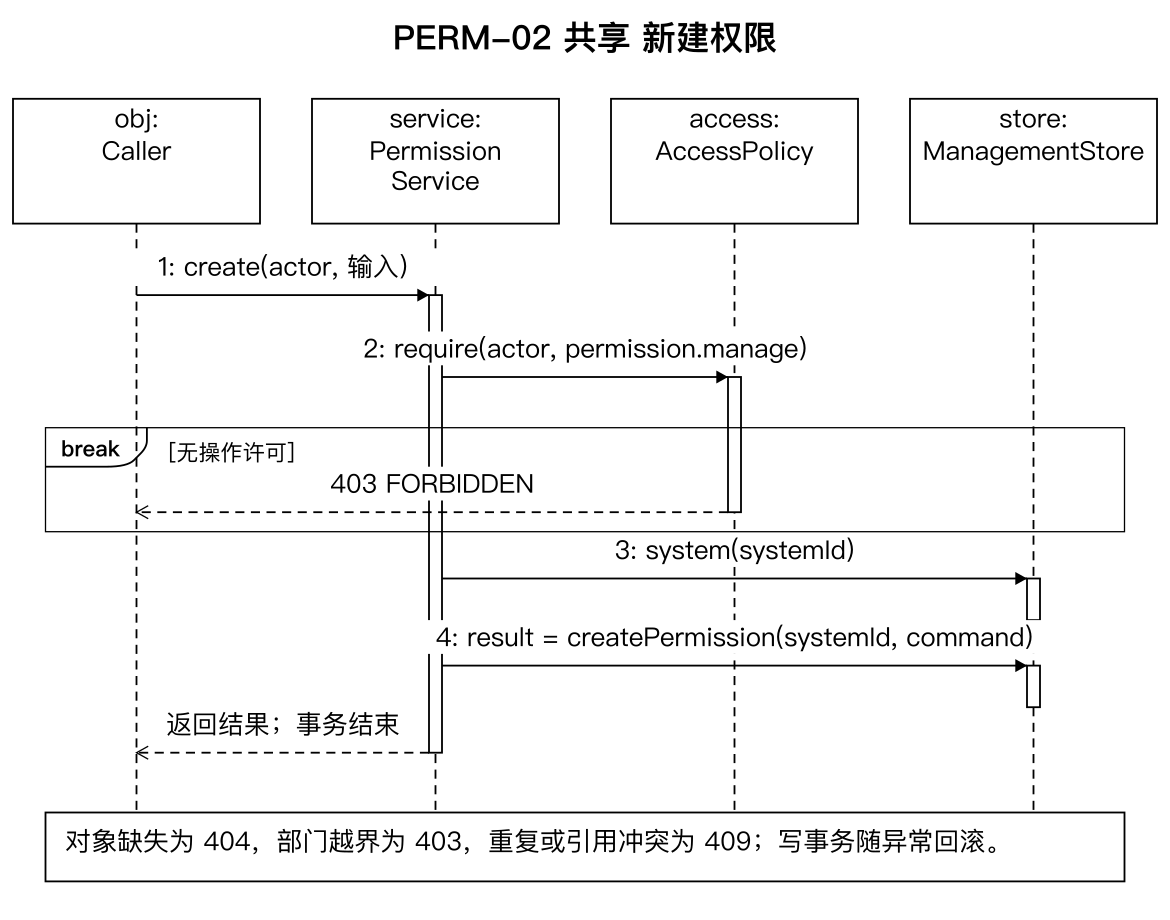 PERM-02 共享 新建权限
obj:
Caller
service:
Permission
Service
access:
AccessPolicy
store:
ManagementStore
1: create(actor, 输入)
2: require(actor, permission.manage)
break
[无操作许可]
403 FORBIDDEN
3: system(systemId)
4: result = createPermission(systemId, command)
返回结果；事务结束
对象缺失为 404，部门越界为 403，重复或引用冲突为 409；写事务随异常回滚。